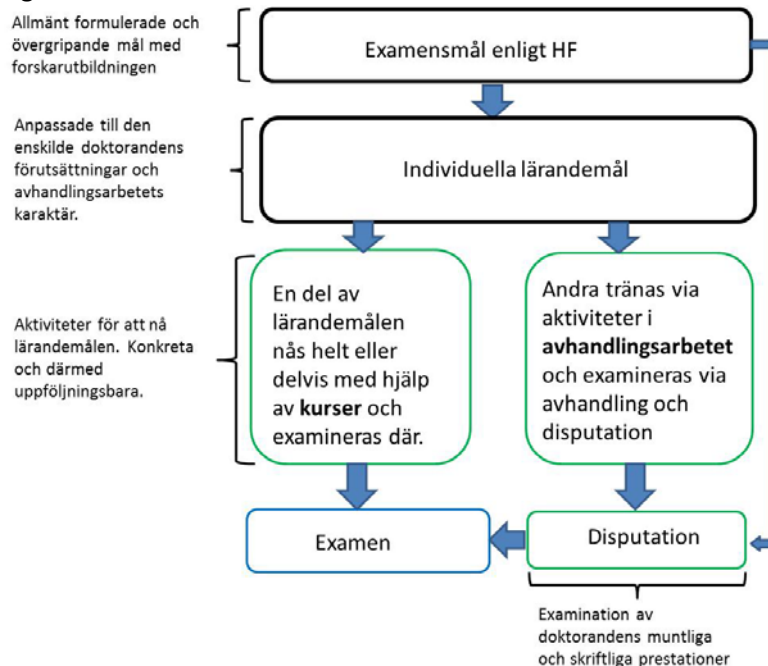 Allmänt formulerade och
övergripande mål med
forskarutbildningen
Examensmål enligt HF
Anpassade till den
enskilde doktorandens
förutsättningar och
avhandlingsarbetets
karaktär.
Individuella lärandemål
Aktiviteter för att nå
lärandemålen. Konkreta
och därmed
uppföljningsbara.
En del av
lärandemålen
nås helt eller
delvis med hjälp
av kurser och
examineras där.
Andra tränas via
aktiviteter i
avhandlingsarbetet
och examineras via
avhandling och
disputation
Examen
Disputation
Examination av
doktorandens muntliga
och skriftliga prestationer